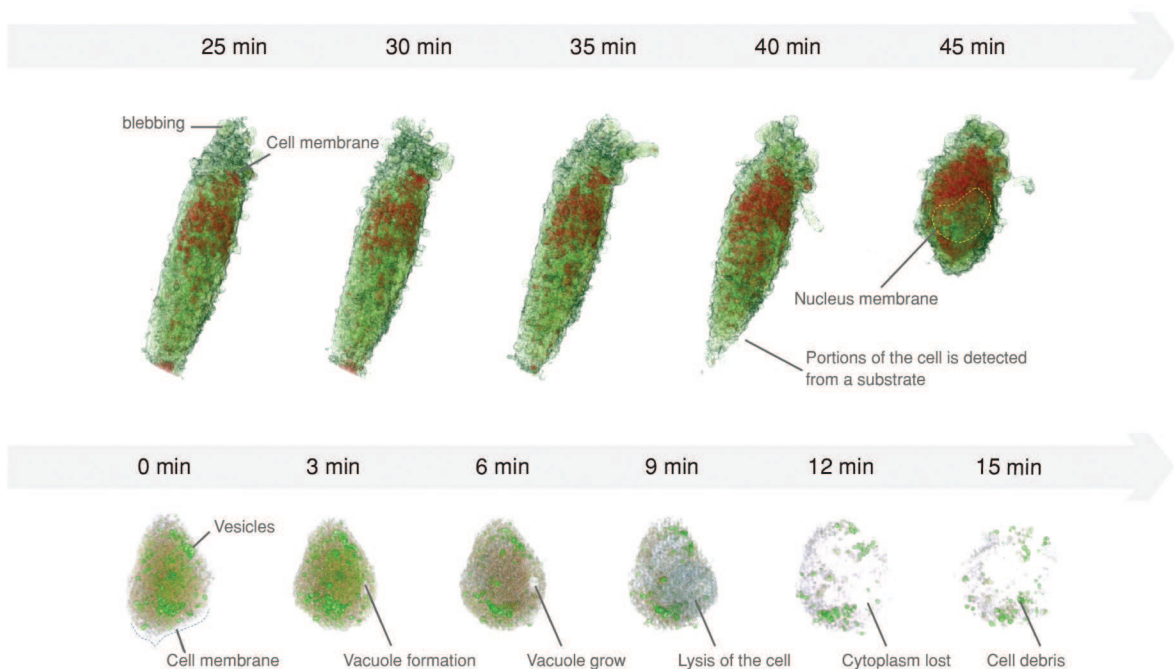 25 min
30 min
35 min
40 min
45 min
blebbing
Cell membrane
Nucleus membrane
Portions of the cell is detected
from a substrate
0 min
3 min
6 min
9 min
12 min
15 min
Vesicles
Cell membrane
Vacuole formation
Vacuole grow
Lysis of the cell
Cytoplasm lost
Cell debris